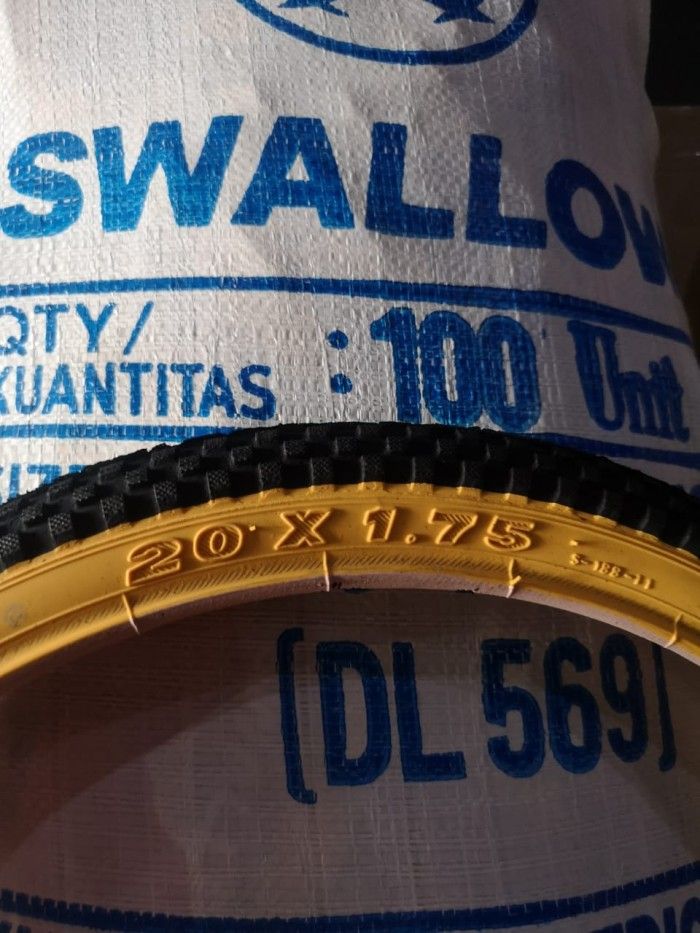 SWALLOW
QTY/
KUANTITAS : 100 Unit
20 X 1.75
(DL 569)